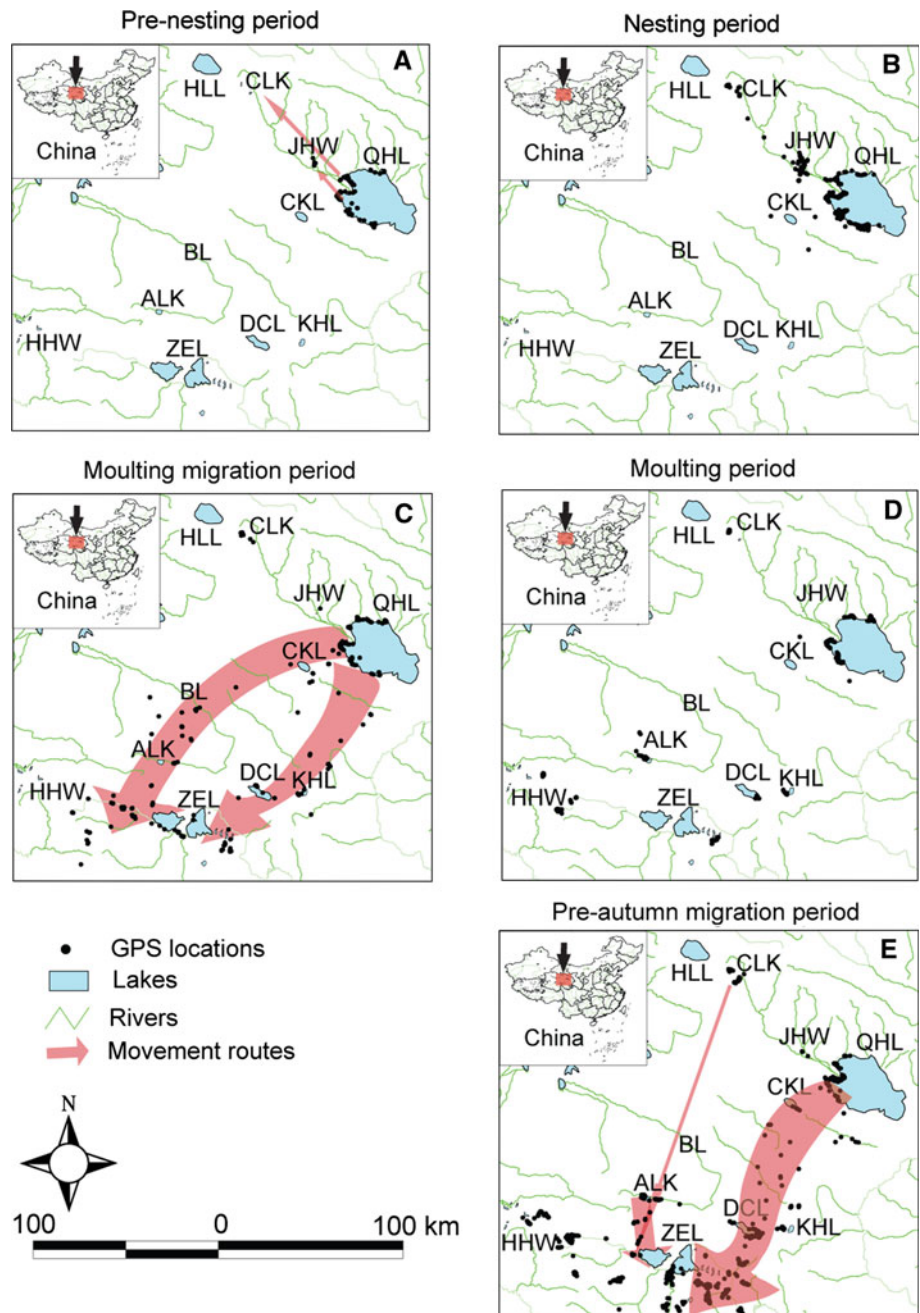 Pre-nesting period
A
HLL
CLK
China
JHW
QHL
CKL
BL
ALK
DCL
KHL
HHW
ZEL
Nesting period
B
HLL
CLK
China
JHW
QHL
CKL
BL
ALK
DCL
KHL
HHW
ZEL
Moulting migration period
C
HLL
CLK
China
JHW
QHL
CKL
BL
ALK
DCL
KHL
HHW
ZEL
Moulting period
D
HLL
CLK
China
JHW
QHL
CKL
BL
ALK
DCL
KHL
HHW
ZEL
GPS locations
Lakes
Rivers
Movement routes
N
100 0 100 km
Pre-autumn migration period
E
HLL
CLK
China
JHW
QHL
CKL
BL
ALK
DCL
KHL
HHW
ZEL